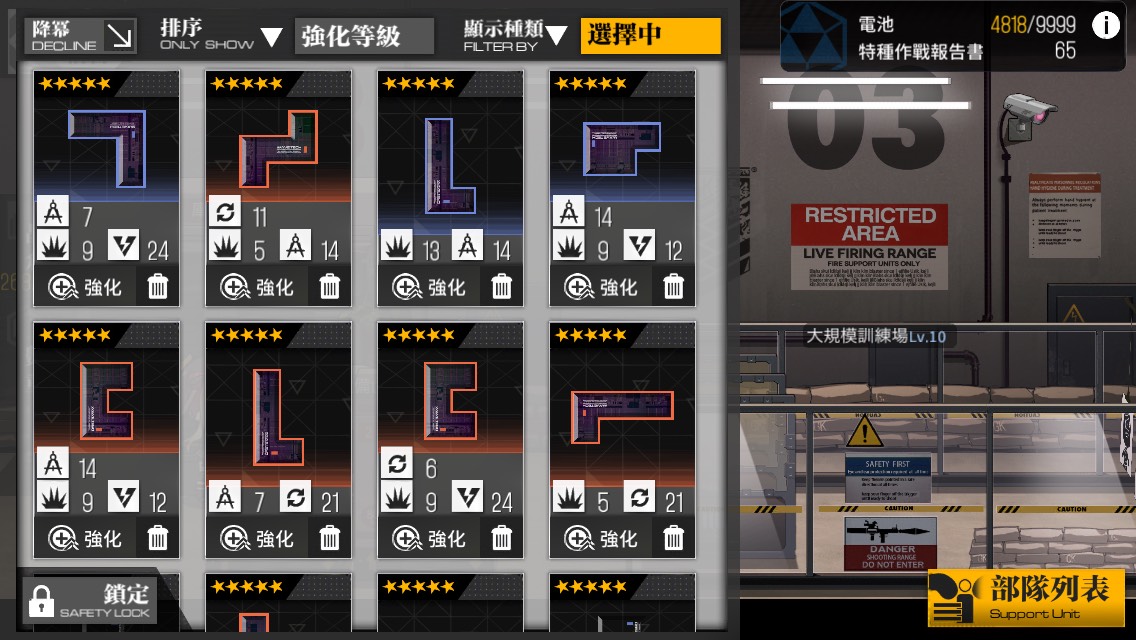 降冪
DECLINE
排序
ONLY SHOW
強化等級
顯示種類
FILTER BY
選擇中
電池
4818/9999
特種作戰報告書
65
7
9
24
強化
11
5
14
強化
13
14
強化
14
9
12
強化
14
9
12
強化
7
21
強化
6
9
24
強化
5
21
強化
鎖定
SAFETY LOCK
03
RESTRICTED
AREA
LIVE FIRING RANGE
FIRE SUPPORT UNITS ONLY
大規模訓練場Lv.10
SAFETY FIRST
CAUTION
CAUTION
DANGER
SHOOTING RANGE
DO NOT ENTER
部隊列表
Support Unit